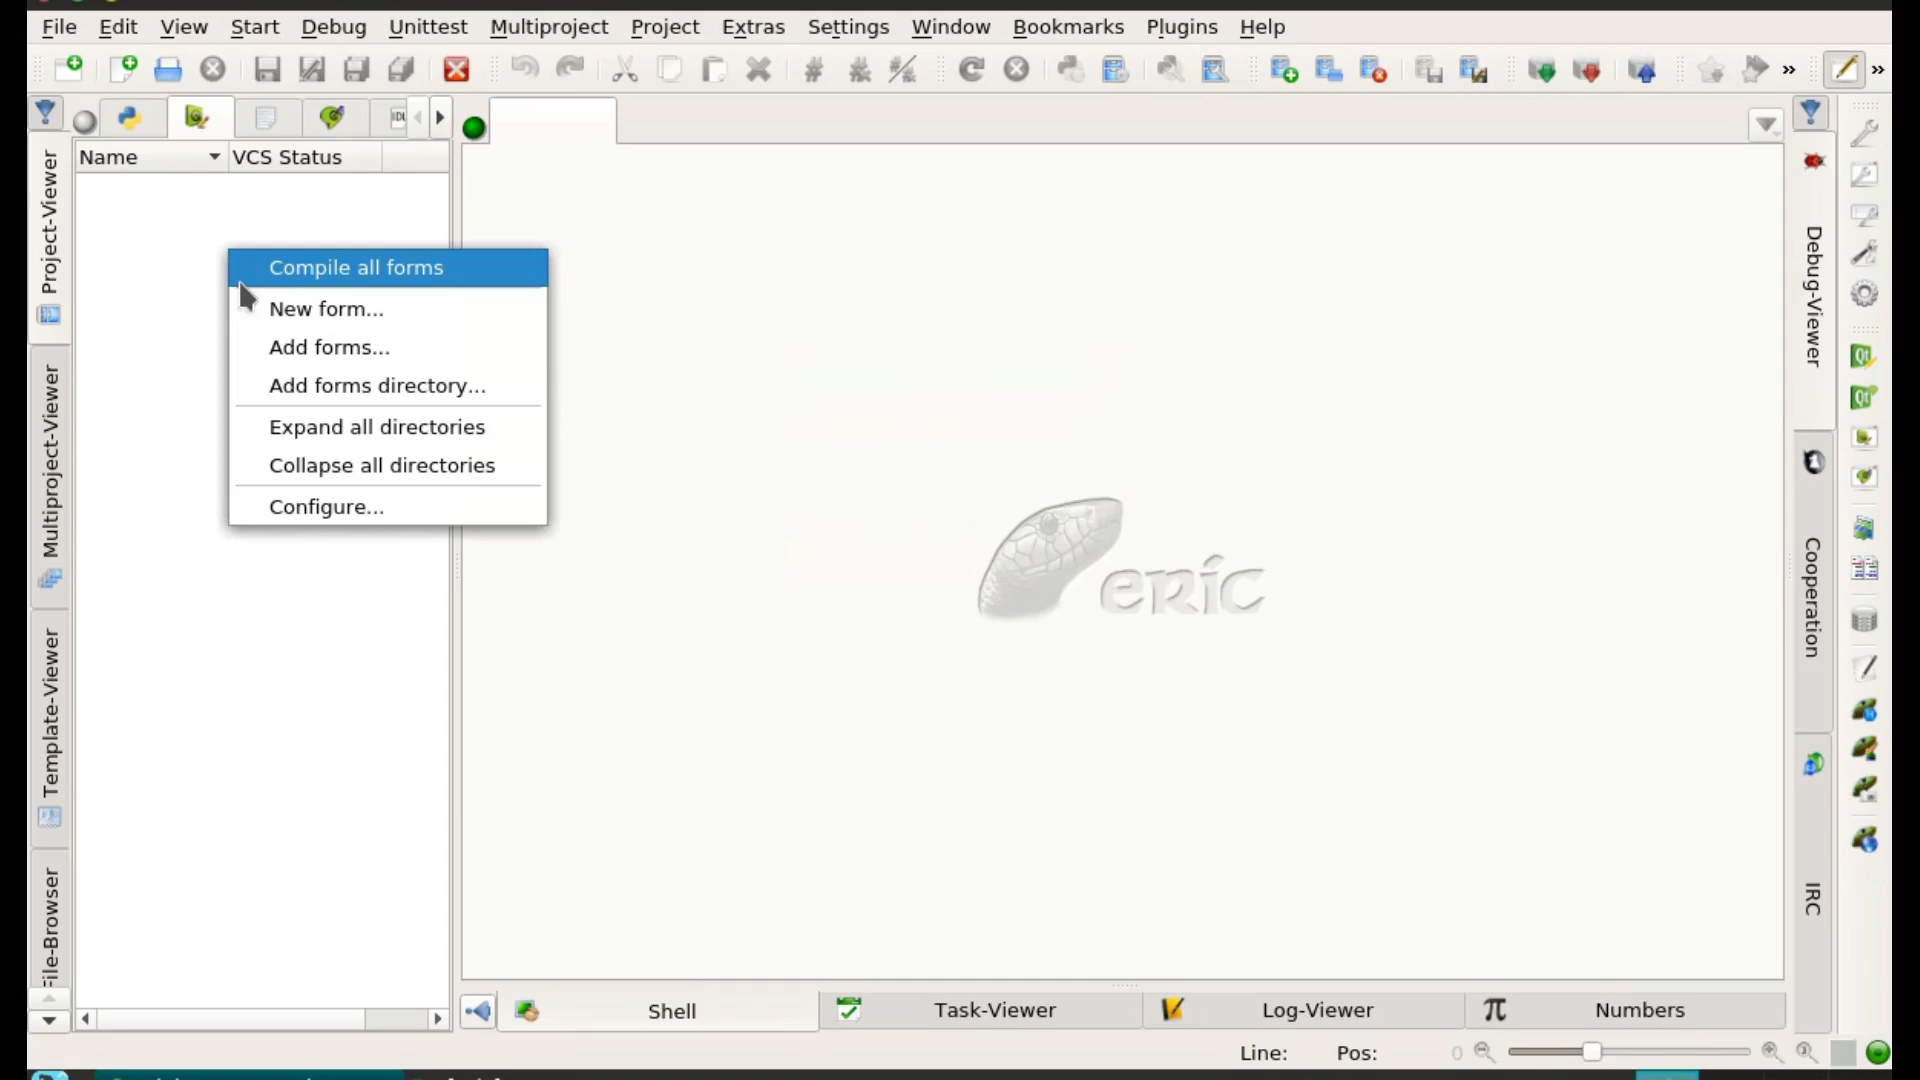 File Edit View Start Debug Unittest Multiproject Project Extras Settings Window Bookmarks Plugins Help
IDL
Name VCS Status
Project-Viewer
Multiproject-Viewer
Template-Viewer
File-Browser
Compile all forms
New form...
Add forms...
Add forms directory...
Expand all directories
Collapse all directories
Configure...
eric
Debug-Viewer
Cooperation
IRC
Shell Task-Viewer Log-Viewer Numbers
Line: Pos: 0